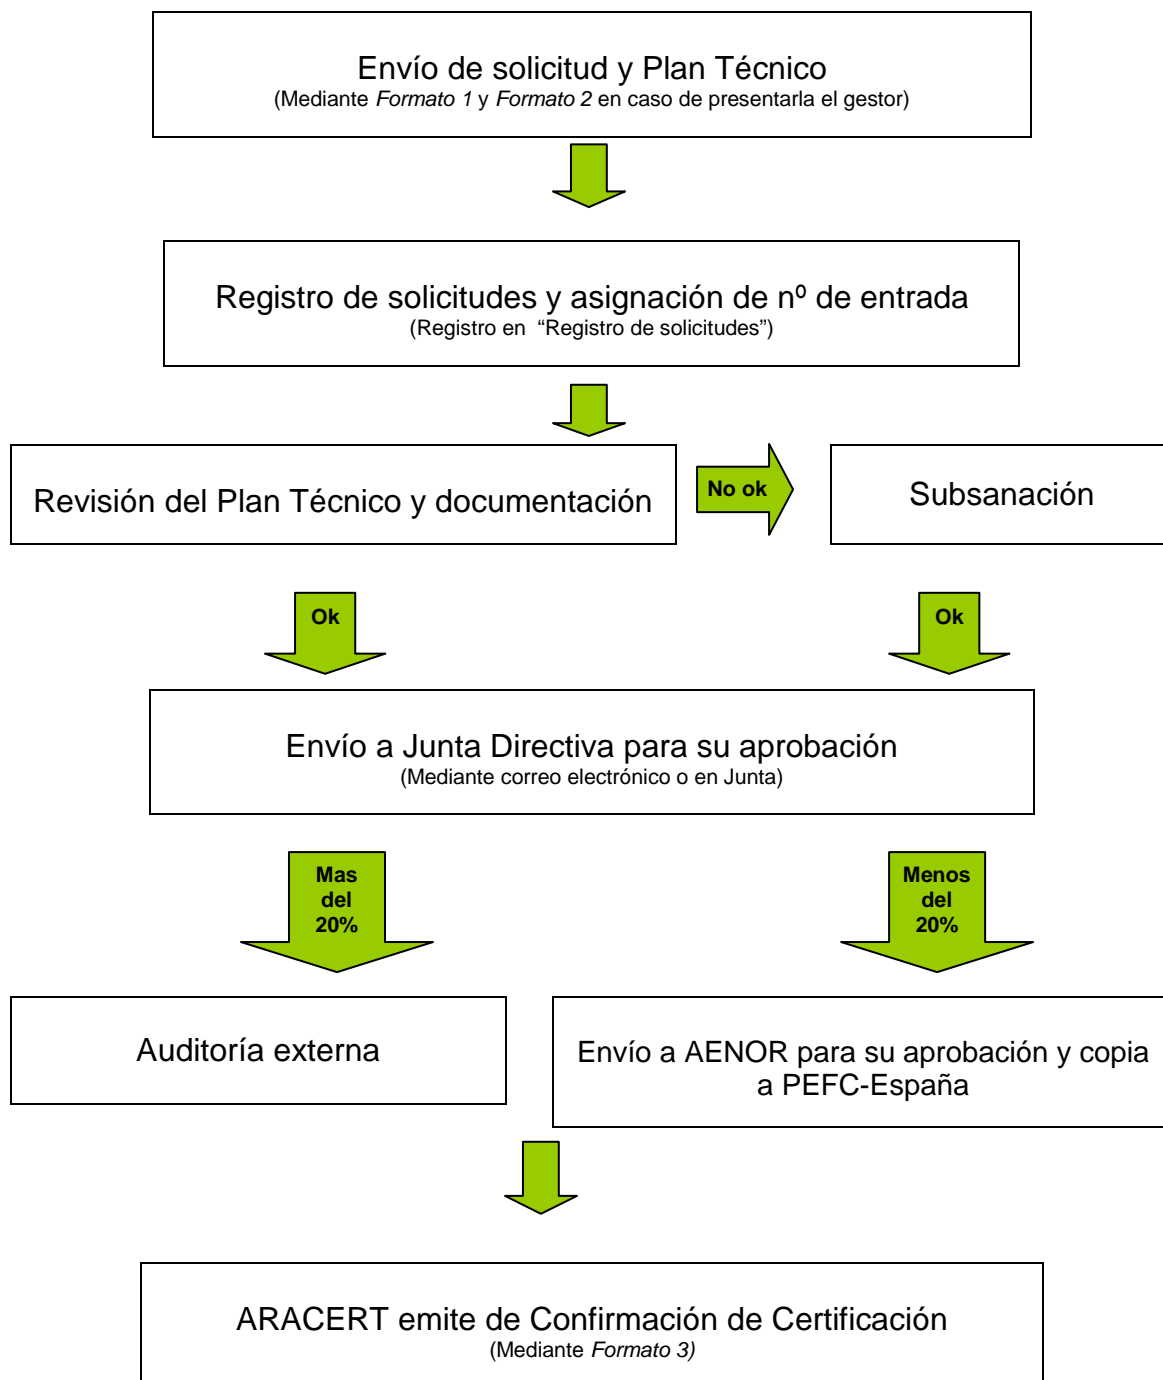 Envío de solicitud y Plan Técnico
(Mediante Formato 1 y Formato 2 en caso de presentarla el gestor)
Registro de solicitudes y asignación de nº de entrada
(Registro en “Registro de solicitudes”)
Revisión del Plan Técnico y documentación
No ok
Subsanación
Ok
Ok
Envío a Junta Directiva para su aprobación
(Mediante correo electrónico o en Junta)
Mas
del
20%
Menos
del
20%
Auditoría externa
Envío a AENOR para su aprobación y copia
a PEFC-España
ARACERT emite de Confirmación de Certificación
(Mediante Formato 3)